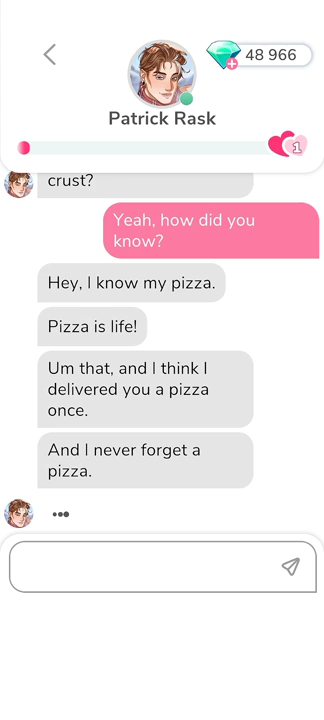 48 966
Patrick Rask
1
crust?
Yeah, how did you
know?
Hey, I know my pizza.
Pizza is life!
Um that, and I think I
delivered you a pizza
once.
And I never forget a
pizza.